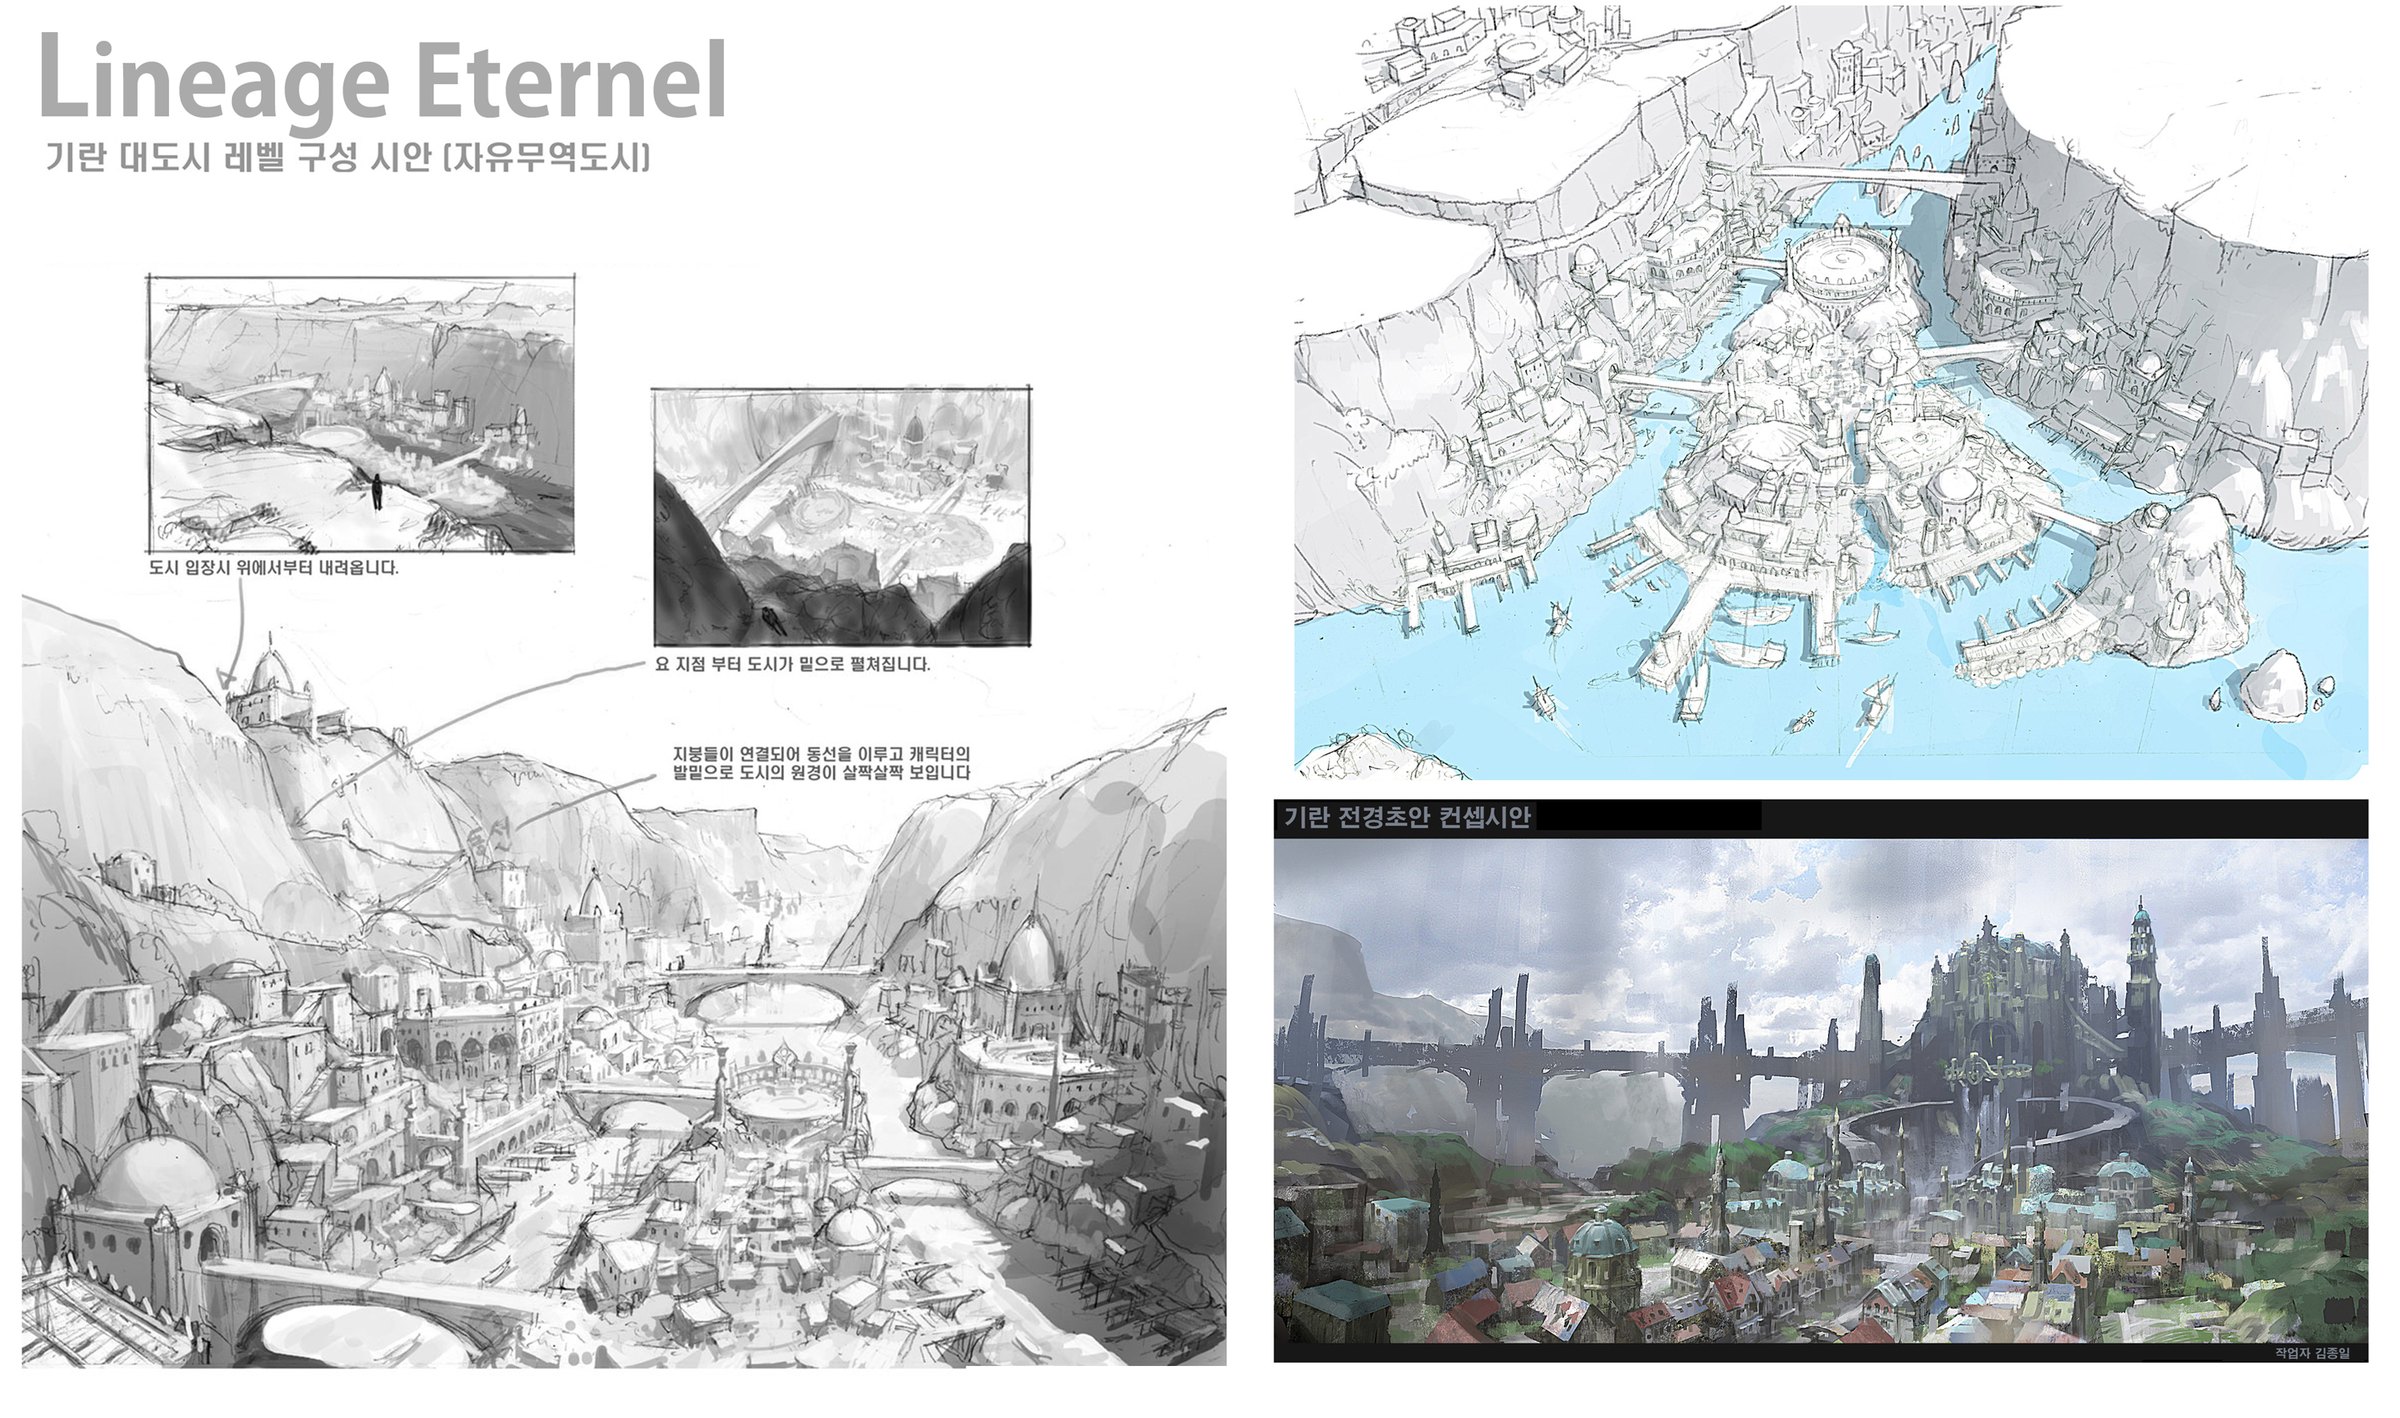 Lineage Eternel
기란 대도시 레벨 구성 시안 (자유무역도시)
도시 입장시 위에서부터 내려옵니다.
요 지점 부터 도시가 밑으로 펼쳐집니다.
지붕들이 연결되어 동선을 이루고 캐릭터의
발밑으로 도시의 원경이 살짝살짝 보입니다
동선
기란 전경초안 컨셉시안
작업자 김종일